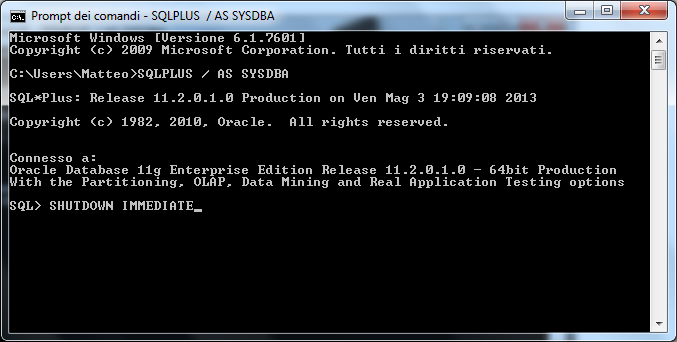 Prompt dei comandi - SQLPLUS / AS SYSDBA
Microsoft Windows [Versione 6.1.7601]
Copyright (c) 2009 Microsoft Corporation. Tutti i diritti riservati.
C:\Users\Matteo>SQLPLUS / AS SYSDBA
SQL*Plus: Release 11.2.0.1.0 Production on Ven Mag 3 19:09:08 2013
Copyright (c) 1982, 2010, Oracle.  All rights reserved.
Connesso a:
Oracle Database 11g Enterprise Edition Release 11.2.0.1.0 - 64bit Production
With the Partitioning, OLAP, Data Mining and Real Application Testing options
SQL> SHUTDOWN IMMEDIATE_